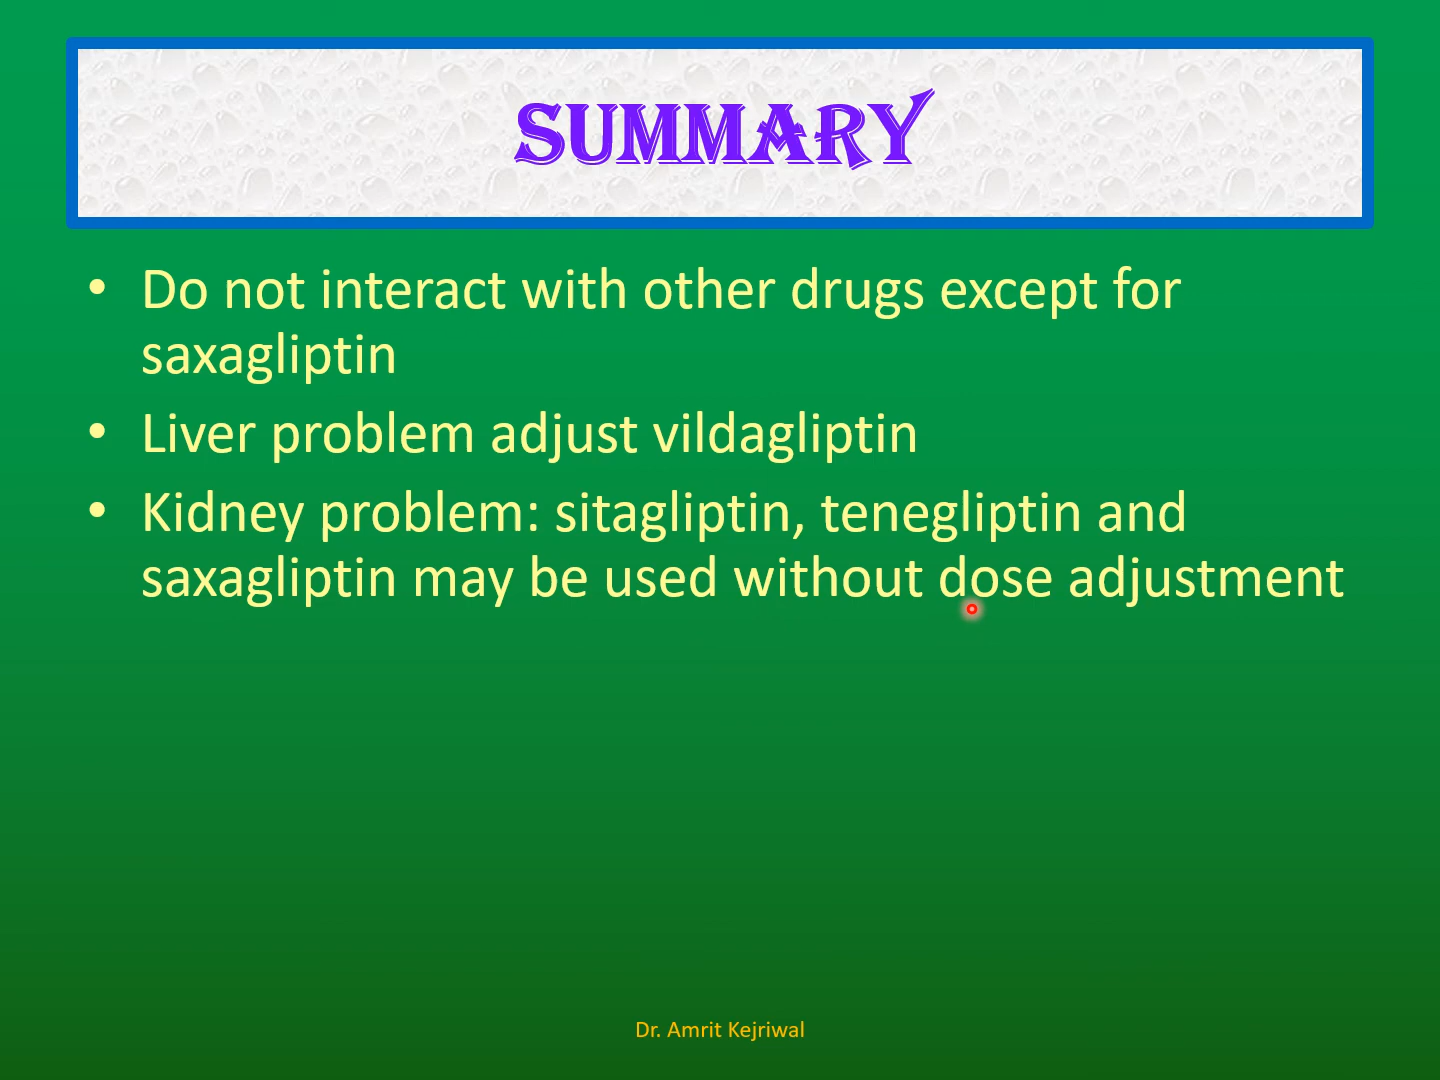 SUMMARY
• Do not interact with other drugs except for
saxagliptin
• Liver problem adjust vildagliptin
• Kidney problem: sitagliptin, tenegliptin and
saxagliptin may be used without dose adjustment
Dr. Amrit Kejriwal